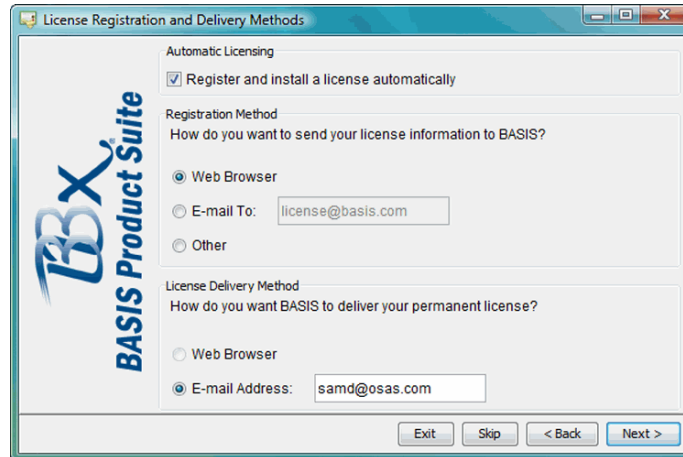 License Registration and Delivery Methods
Automatic Licensing
Register and install a license automatically
Registration Method
How do you want to send your license information to BASIS?
Web Browser
E-mail To: license@basis.com
Other
License Delivery Method
How do you want BASIS to deliver your permanent license?
Web Browser
E-mail Address: samd@osas.com
BBx
BASIS Product Suite
Exit Skip < Back Next >